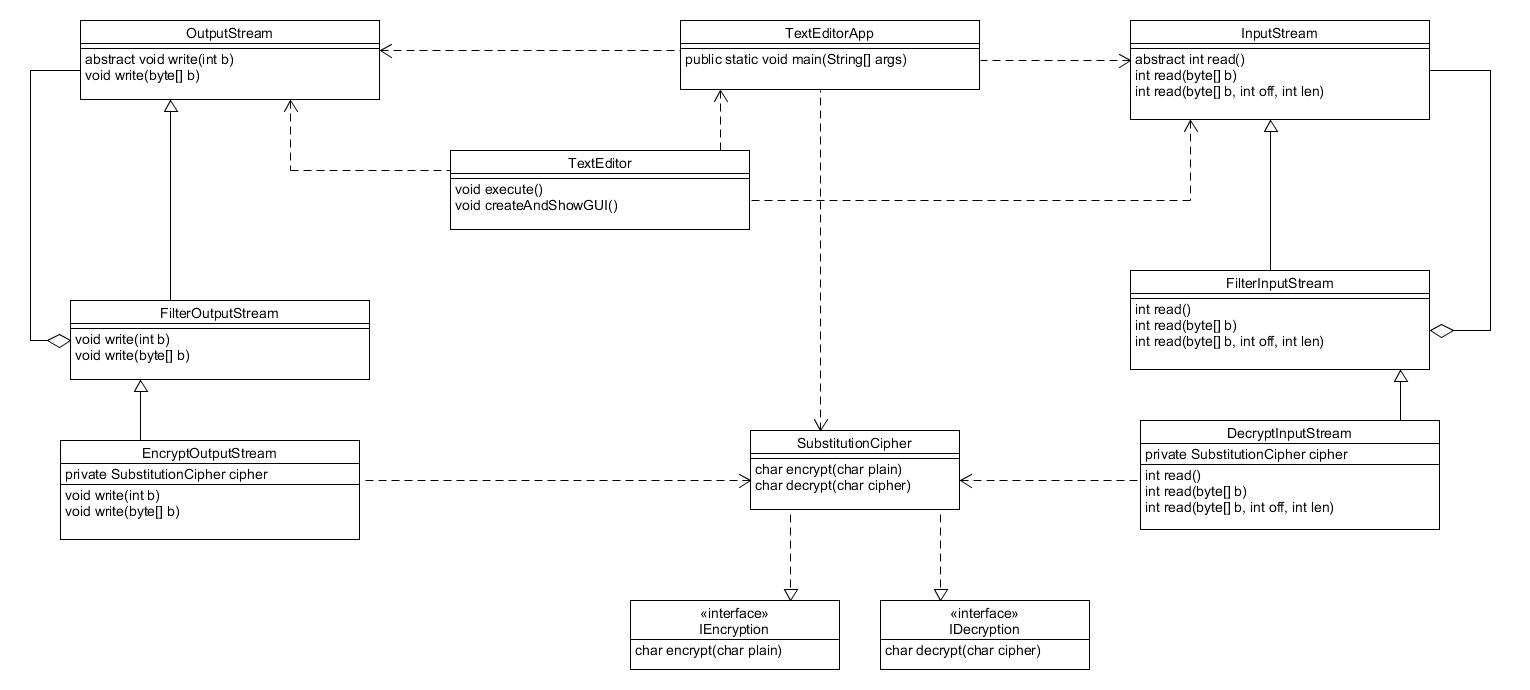 OutputStream
abstract void write(int b)
void write(byte[] b)
TextEditorApp
public static void main(String[] args)
InputStream
abstract int read()
int read(byte[] b)
int read(byte[] b, int off, int len)
TextEditor
void execute()
void createAndShowGUI()
FilterOutputStream
void write(int b)
void write(byte[] b)
FilterInputStream
int read()
int read(byte[] b)
int read(byte[] b, int off, int len)
EncryptOutputStream
private SubstitutionCipher cipher
void write(int b)
void write(byte[] b)
SubstitutionCipher
char encrypt(char plain)
char decrypt(char cipher)
DecryptInputStream
private SubstitutionCipher cipher
int read()
int read(byte[] b)
int read(byte[] b, int off, int len)
«interface»
IEncryption
char encrypt(char plain)
«interface»
IDecryption
char decrypt(char cipher)